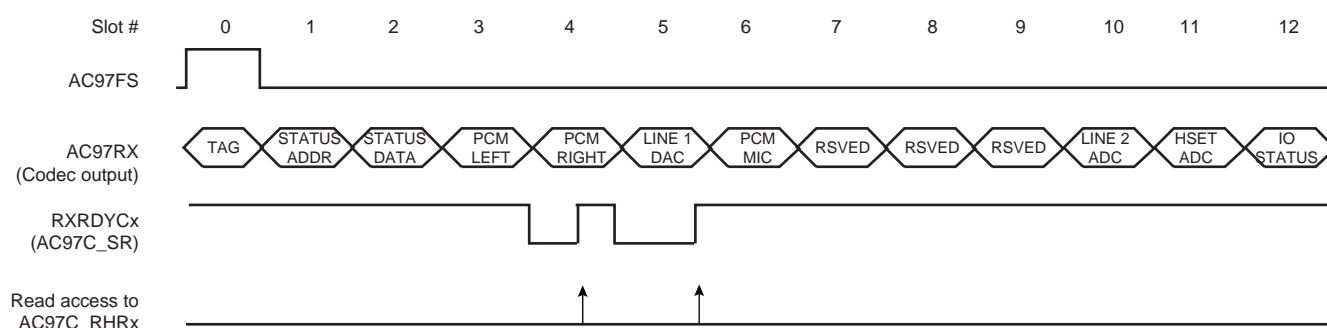 Slot # 0 1 2 3 4 5 6 7 8 9 10 11 12
AC97FS
AC97RX
(Codec output)
TAG
STATUS
ADDR
STATUS
DATA
PCM
LEFT
PCM
RIGHT
LINE 1
DAC
PCM
MIC
RSVED
RSVED
RSVED
LINE 2
ADC
HSET
ADC
IO
STATUS
RXRDYCx
(AC97C_SR)
Read access to
AC97C_RHRx